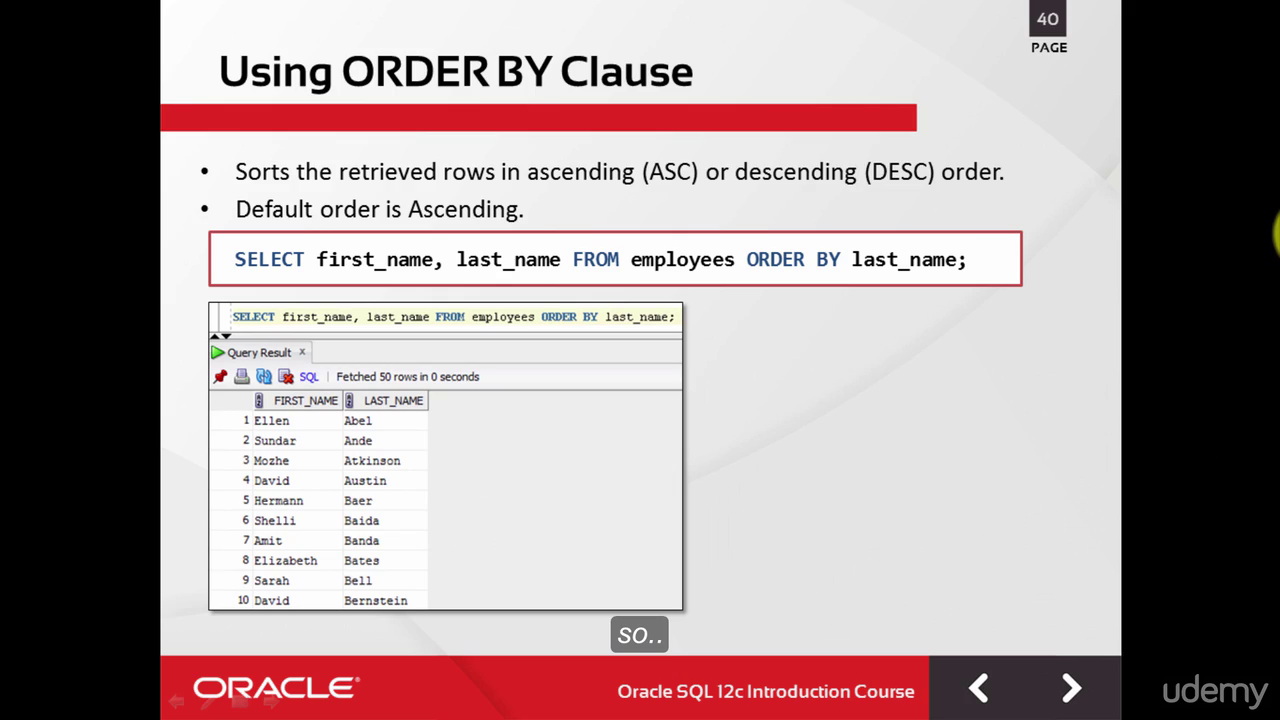 40
PAGE
Using ORDER BY Clause
• Sorts the retrieved rows in ascending (ASC) or descending (DESC) order.
• Default order is Ascending.
SELECT first_name, last_name FROM employees ORDER BY last_name;
SELECT first_name, last_name FROM employees ORDER BY last_name;
Query Result x
SQL | Fetched 50 rows in 0 seconds
FIRST_NAME LAST_NAME
1 Ellen Abel
2 Sundar Ande
3 Mozhe Atkinson
4 David Austin
5 Hermann Baer
6 Shelli Baida
7 Amit Banda
8 Elizabeth Bates
9 Sarah Bell
10 David Bernstein
so..
ORACLE®
Oracle SQL 12c Introduction Course
udemy